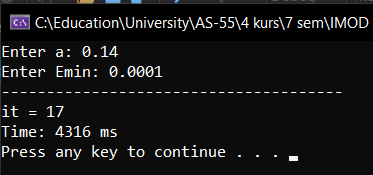 C:\Education\University\AS-55\4 kurs\7 sem\IMOD
Enter a: 0.14
Enter Emin: 0.0001
--------------------------------------
it = 17
Time: 4316 ms
Press any key to continue . . .